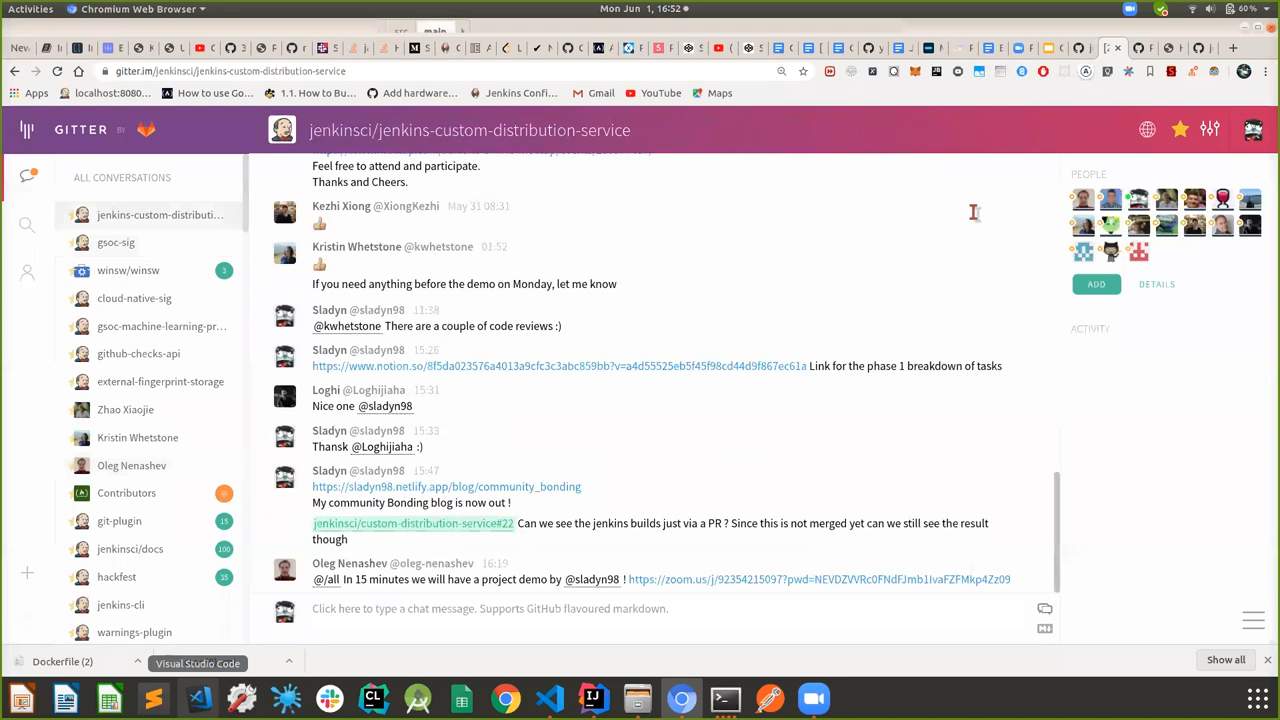 Activities
Chromium Web Browser
Mon Jun 1, 16:52
60 %
src
main
New
gitter.im/jenkinsci/jenkins-custom-distribution-service
Apps
localhost:8080...
How to use Go...
1.1. How to Bu...
Add hardware...
Jenkins Confi...
Gmail
YouTube
Maps
GITTER BY
jenkinsci/jenkins-custom-distribution-service
ALL CONVERSATIONS
jenkins-custom-distributi...
gsoc-sig
winsw/winsw
3
cloud-native-sig
gsoc-machine-learning-pr...
github-checks-api
external-fingerprint-storage
Zhao Xiaojie
Kristin Whetstone
Oleg Nenashev
Contributors
@
git-plugin
15
jenkinsci/docs
100
hackfest
35
jenkins-cli
warnings-plugin
Feel free to attend and participate.
Thanks and Cheers.
Kezhi Xiong @XiongKezhi May 31 08:31
👍
Kristin Whetstone @kwhetstone 01:52
👍
If you need anything before the demo on Monday, let me know
Sladyn @sladyn98 11:38
@kwhetstone There are a couple of code reviews :)
Sladyn @sladyn98 15:26
https://www.notion.so/8f5da023576a4013a9cfc3c3abc859bb?v=a4d55525eb5f45f98cd44d9f867ec61a Link for the phase 1 breakdown of tasks
Loghi @Loghijiaha 15:31
Nice one @sladyn98
Sladyn @sladyn98 15:33
Thansk @Loghijiaha :)
Sladyn @sladyn98 15:47
https://sladyn98.netlify.app/blog/community_bonding
My community Bonding blog is now out !
jenkinsci/custom-distribution-service#22 Can we see the jenkins builds just via a PR ? Since this is not merged yet can we still see the result
though
Oleg Nenashev @oleg-nenashev 16:19
@/all In 15 minutes we will have a project demo by @sladyn98 ! https://zoom.us/j/92354215097?pwd=NEVDZVVRc0FNdFJmb1IvaFZFMkp4Zz09
Click here to type a chat message. Supports GitHub flavoured markdown.
PEOPLE
ADD
DETAILS
ACTIVITY
Dockerfile (2)
Visual Studio Code
Show all